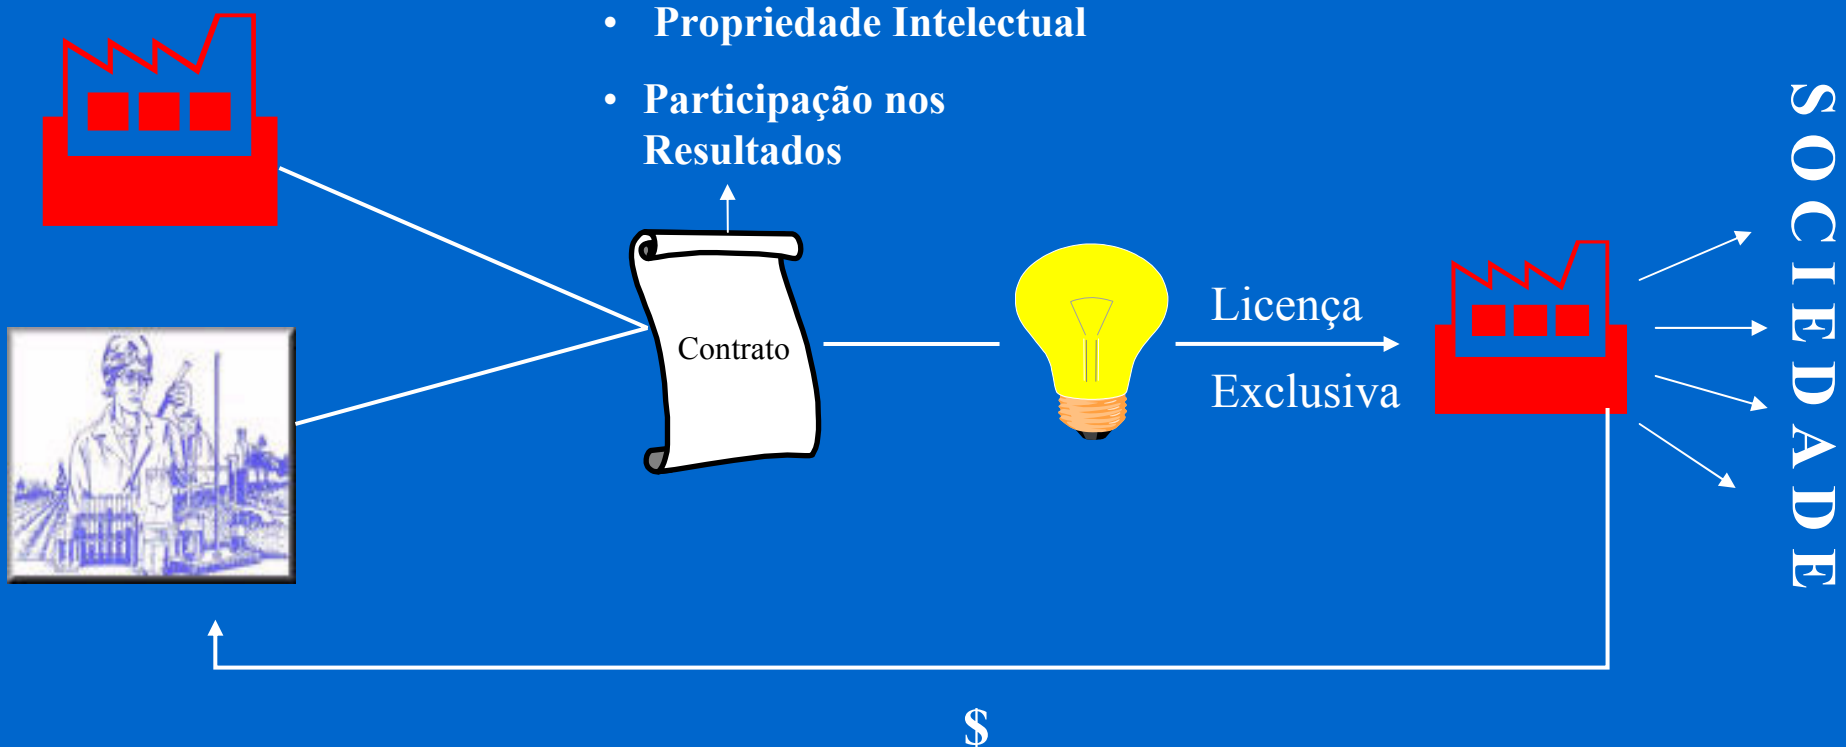 • Propriedade Intelectual
• Participação nos
Resultados
Contrato
Licença
Exclusiva
SOCIEDADE
$